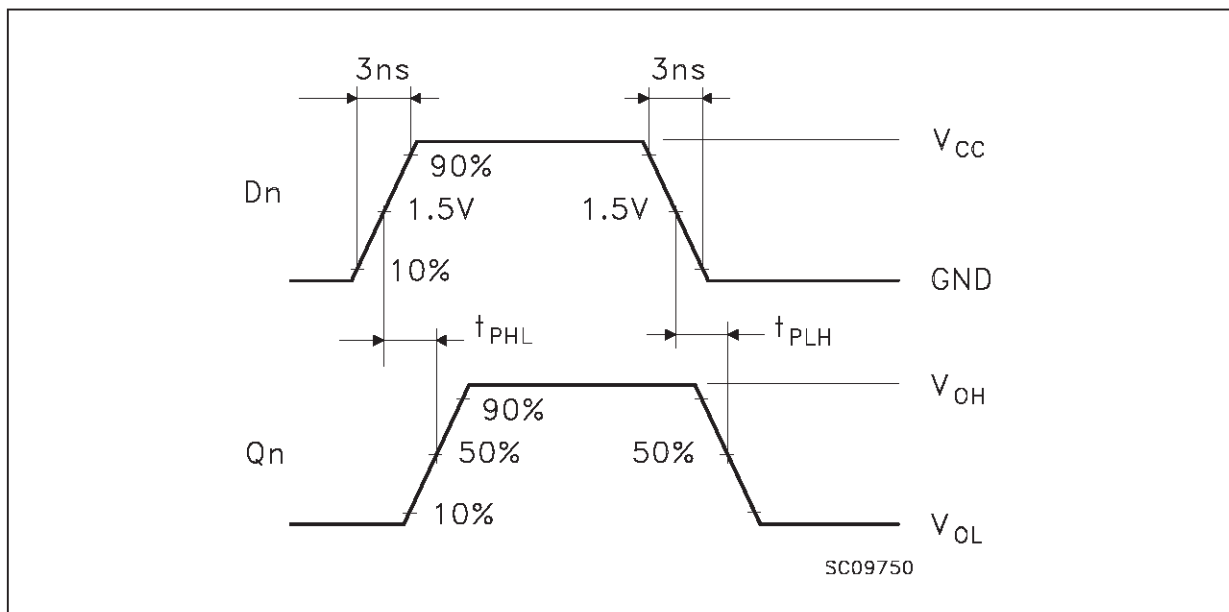 3ns 3ns
V_CC
90%
Dn 1.5V 1.5V
10%
GND
t_PHL t_PLH
V_OH
90%
Qn 50% 50%
10%
V_OL
SC09750